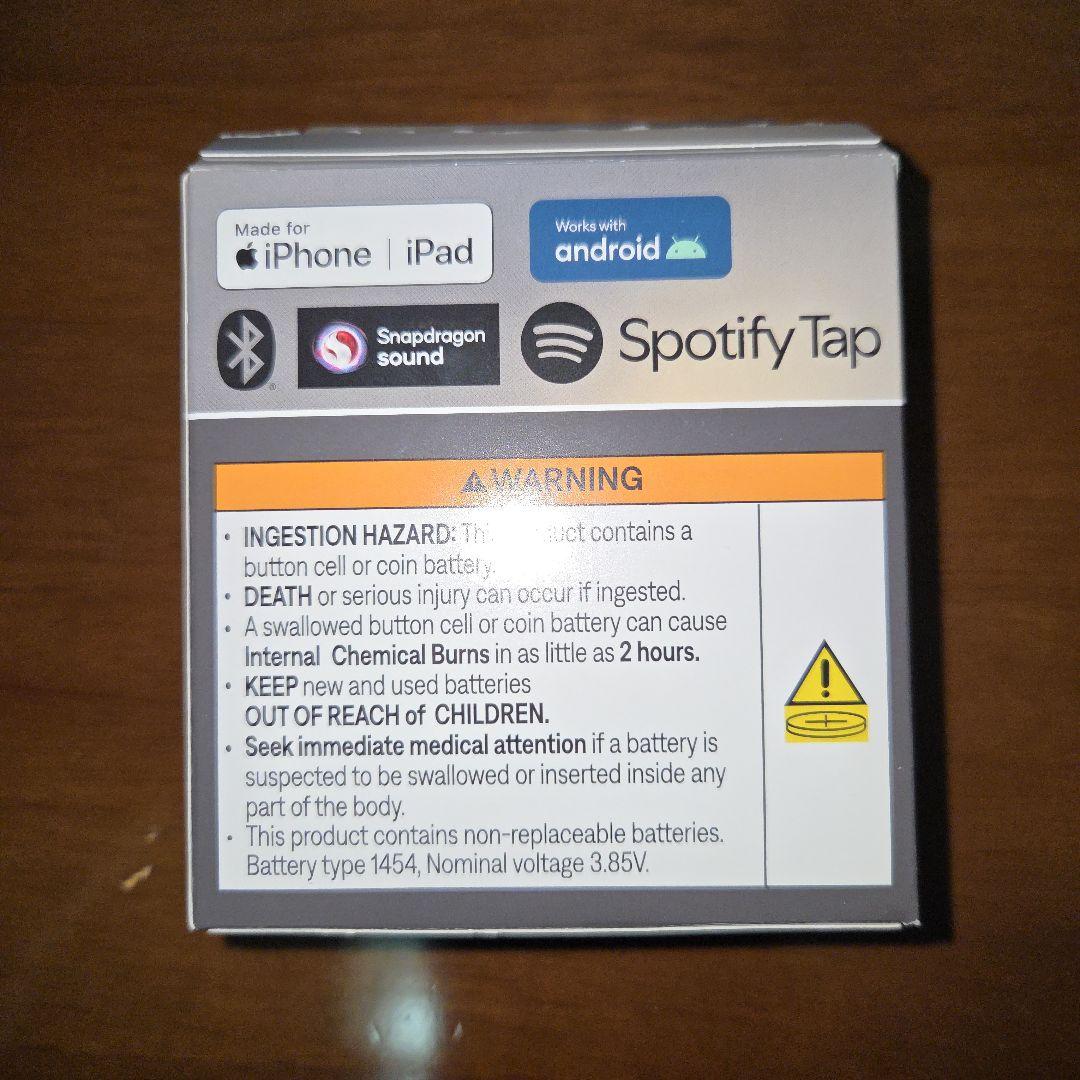 Made for
iPhone | iPad
Works with
android
Snapdragon
sound
Spotify Tap
WARNING
• INGESTION HAZARD: contains a
button cell or coin battery.
• DEATH or serious injury can occur if ingested.
• A swallowed button cell or coin battery can cause
Internal Chemical Burns in as little as 2 hours.
• KEEP new and used batteries
OUT OF REACH of CHILDREN.
• Seek immediate medical attention if a battery is
suspected to be swallowed or inserted inside any
part of the body.
• This product contains non-replaceable batteries.
Battery type 1454, Nominal voltage 3.85V.